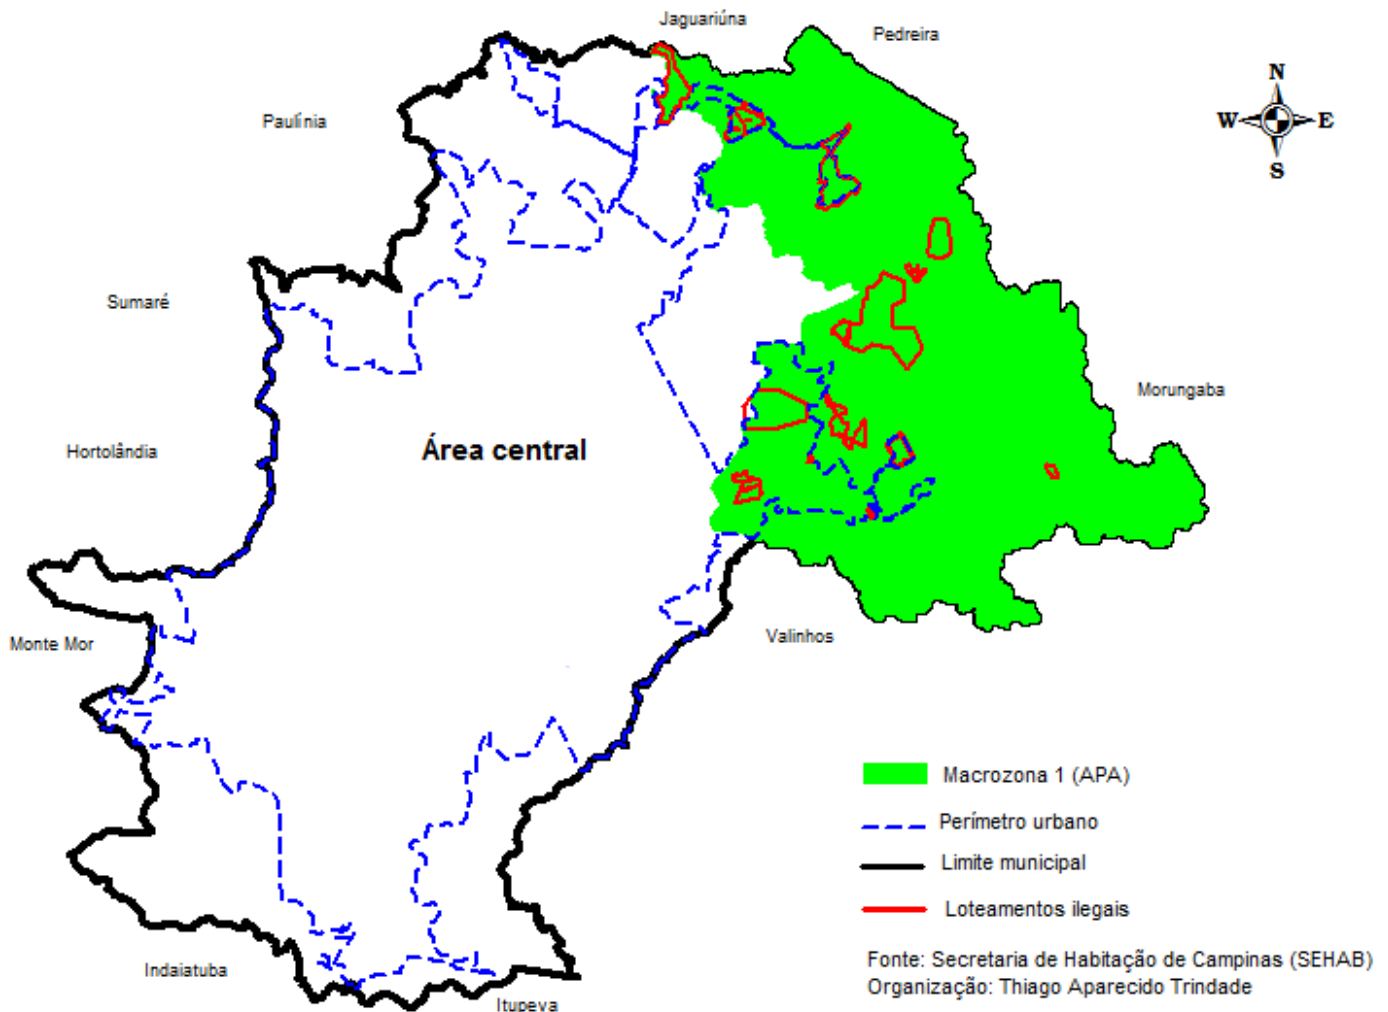 Jaguariúna
Pedreira
Paulínia
N
W
E
S
Sumaré
Morungaba
Hortolândia
Área central
Monte Mor
Valinhos
Macrozona 1 (APA)
Perímetro urbano
Limite municipal
Loteamentos ilegais
Indaiatuba
Itupeva
Fonte: Secretaria de Habitação de Campinas (SEHAB)
Organização: Thiago Aparecido Trindade